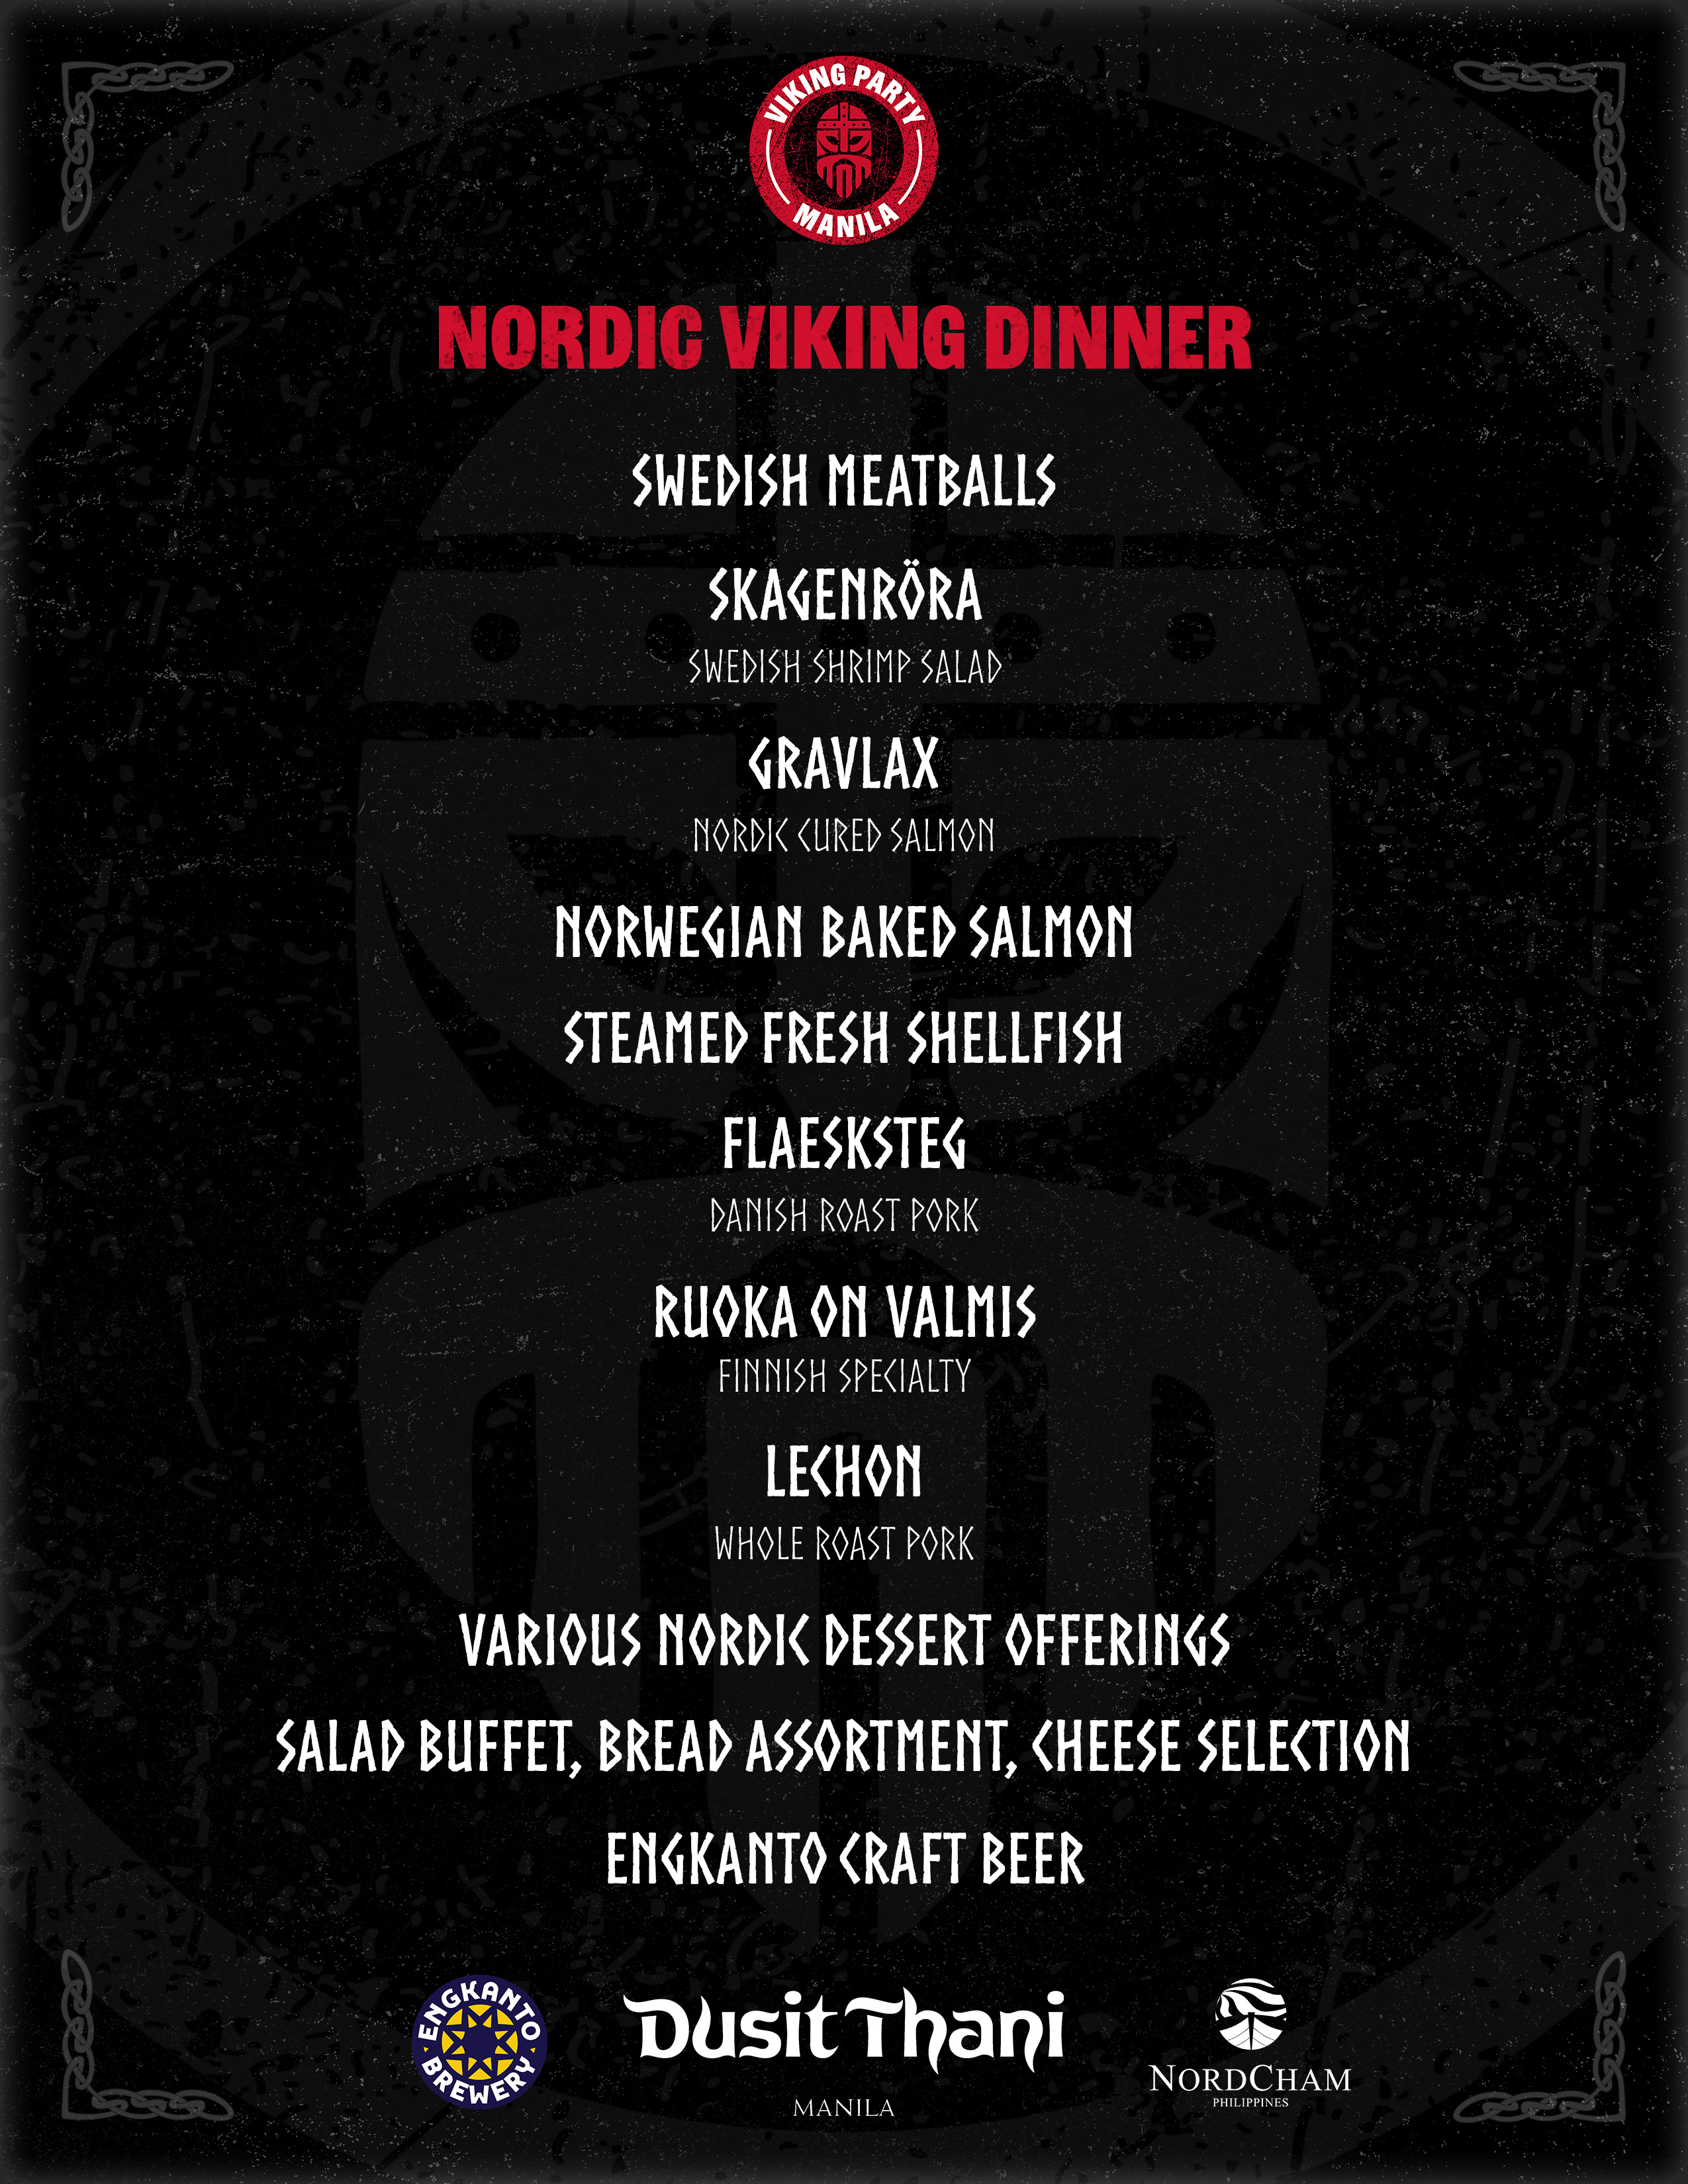 VIKING PARTY
MANILA
NORDIC VIKING DINNER
SWEDISH MEATBALLS
SKAGENRÖRA
SWEDISH SHRIMP SALAD
GRAVLAX
NORDIC CURED SALMON
NORWEGIAN BAKED SALMON
STEAMED FRESH SHELLFISH
FLAESKSTEG
DANISH ROAST PORK
RUOKA ON VALMIS
FINNISH SPECIALTY
LECHON
WHOLE ROAST PORK
VARIOUS NORDIC DESSERT OFFERINGS
SALAD BUFFET, BREAD ASSORTMENT, CHEESE SELECTION
ENGKANTO CRAFT BEER
ENGKANTO
BREWERY
Dusit Thani
MANILA
NORDCHAM
PHILIPPINES